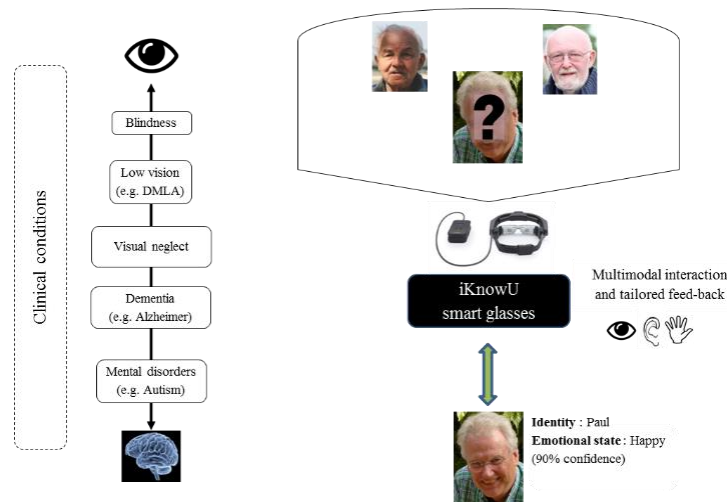 Clinical conditions
Blindness
Low vision
(e.g. DMLA)
Visual neglect
Dementia
(e.g. Alzheimer)
Mental disorders
(e.g. Autism)
?
iKnowU
smart glasses
Multimodal interaction
and tailored feed-back
Identity : Paul
Emotional state : Happy
(90% confidence)